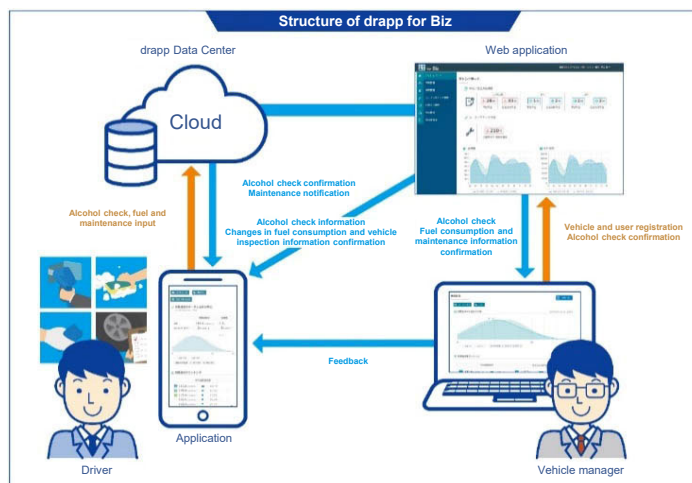 Structure of drapp for Biz
drapp Data Center
Web application
Cloud
Alcohol check confirmation
Maintenance notification
Alcohol check, fuel and
maintenance input
Alcohol check information
Changes in fuel consumption and vehicle
inspection information confirmation
Alcohol check
Fuel consumption and
maintenance information
confirmation
Vehicle and user registration
Alcohol check confirmation
Feedback
Application
Driver
Vehicle manager